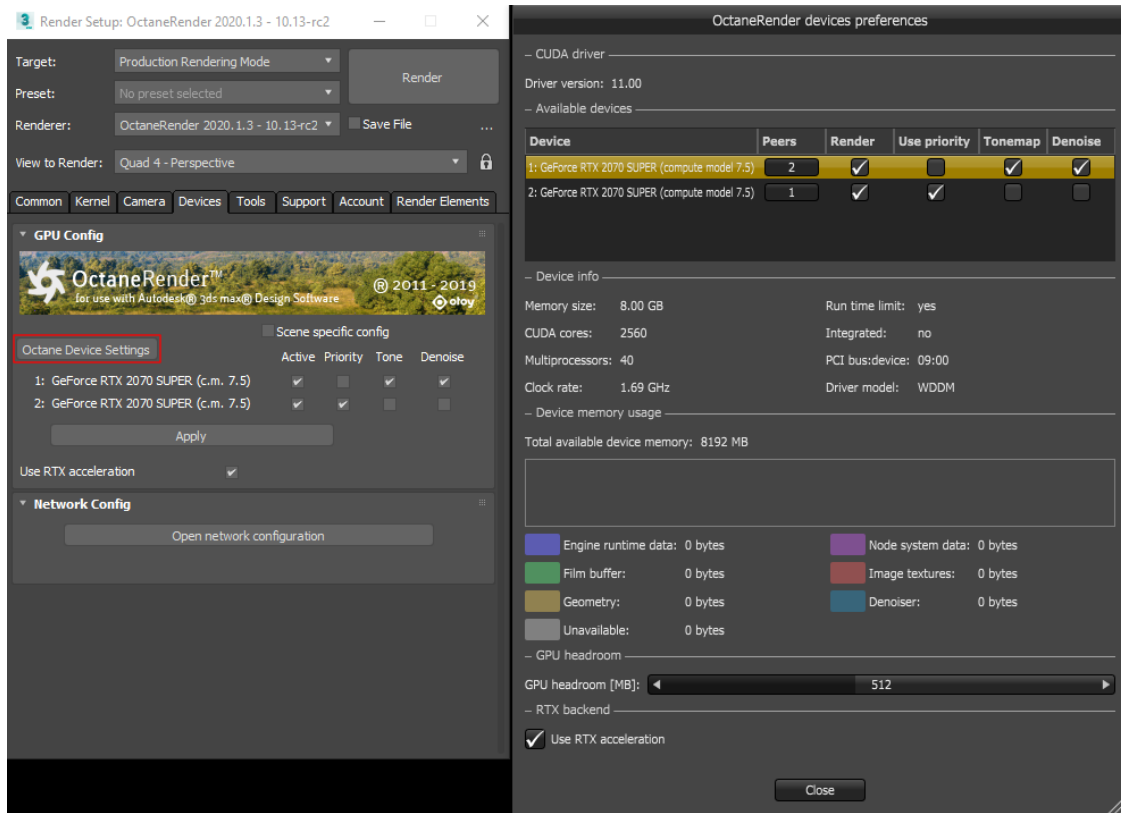 Render Setup: OctaneRender 2020.1.3 - 10.13-rc2
Target: Production Rendering Mode
Render
Preset: No preset selected
Renderer: OctaneRender 2020.1.3 - 10.13-rc2 Save File ...
View to Render: Quad 4 - Perspective
Common Kernel Camera Devices Tools Support Account Render Elements
GPU Config
OctaneRender™
for use with Autodesk® 3ds max® Design Software
® 2011 - 2019
otoy
Scene specific config
Octane Device Settings
Active Priority Tone Denoise
1: GeForce RTX 2070 SUPER (c.m. 7.5)
2: GeForce RTX 2070 SUPER (c.m. 7.5)
Apply
Use RTX acceleration
Network Config
Open network configuration
OctaneRender devices preferences
CUDA driver
Driver version: 11.00
Available devices
Device Peers Render Use priority Tonemap Denoise
1: GeForce RTX 2070 SUPER (compute model 7.5) 2
2: GeForce RTX 2070 SUPER (compute model 7.5) 1
Device info
Memory size: 8.00 GB Run time limit: yes
CUDA cores: 2560 Integrated: no
Multiprocessors: 40 PCI bus:device: 09:00
Clock rate: 1.69 GHz Driver model: WDDM
Device memory usage
Total available device memory: 8192 MB
Engine runtime data: 0 bytes Node system data: 0 bytes
Film buffer: 0 bytes Image textures: 0 bytes
Geometry: 0 bytes Denoiser: 0 bytes
Unavailable: 0 bytes
GPU headroom
GPU headroom [MB]: 512
RTX backend
Use RTX acceleration
Close